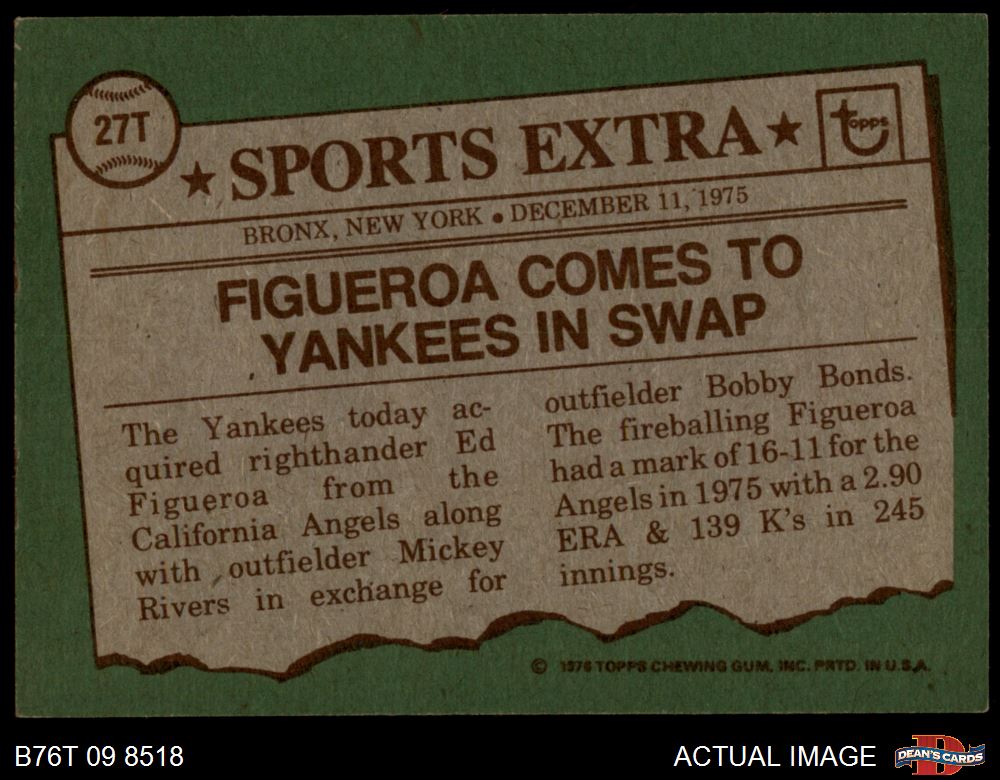 27T
SPORTS EXTRA
topps
BRONX, NEW YORK • DECEMBER 11, 1975
FIGUEROA COMES TO
YANKEES IN SWAP
The Yankees today ac-
quired righthander Ed
Figueroa from the
California Angels along
with outfielder Mickey
Rivers in exchange for
outfielder Bobby Bonds.
The fireballing Figueroa
had a mark of 16-11 for the
Angels in 1975 with a 2.90
ERA & 139 K's in 245
innings.
© 1976 TOPPS CHEWING GUM, INC. PRTD. IN U.S.A.
B76T 09 8518
ACTUAL IMAGE
D
DEAN'S CARDS